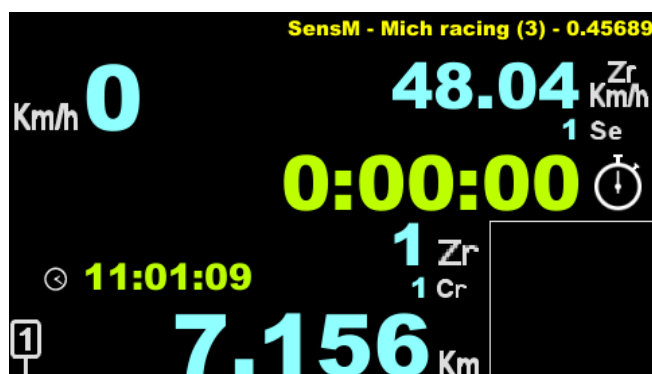 SensM - Mich racing (3) - 0.45689
Km/h 0 48.04 Zr Km/h
1 Se
0:00:00
1 Zr
11:01:09 1 Cr
1 7.156 Km